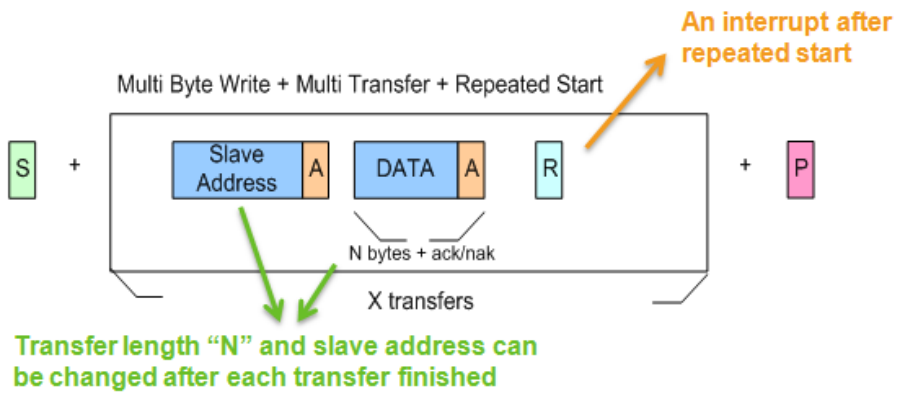 An interrupt after
repeated start
Multi Byte Write + Multi Transfer + Repeated Start
S + Slave Address A DATA A R + P
N bytes + ack/nak
X transfers
Transfer length “N” and slave address can
be changed after each transfer finished